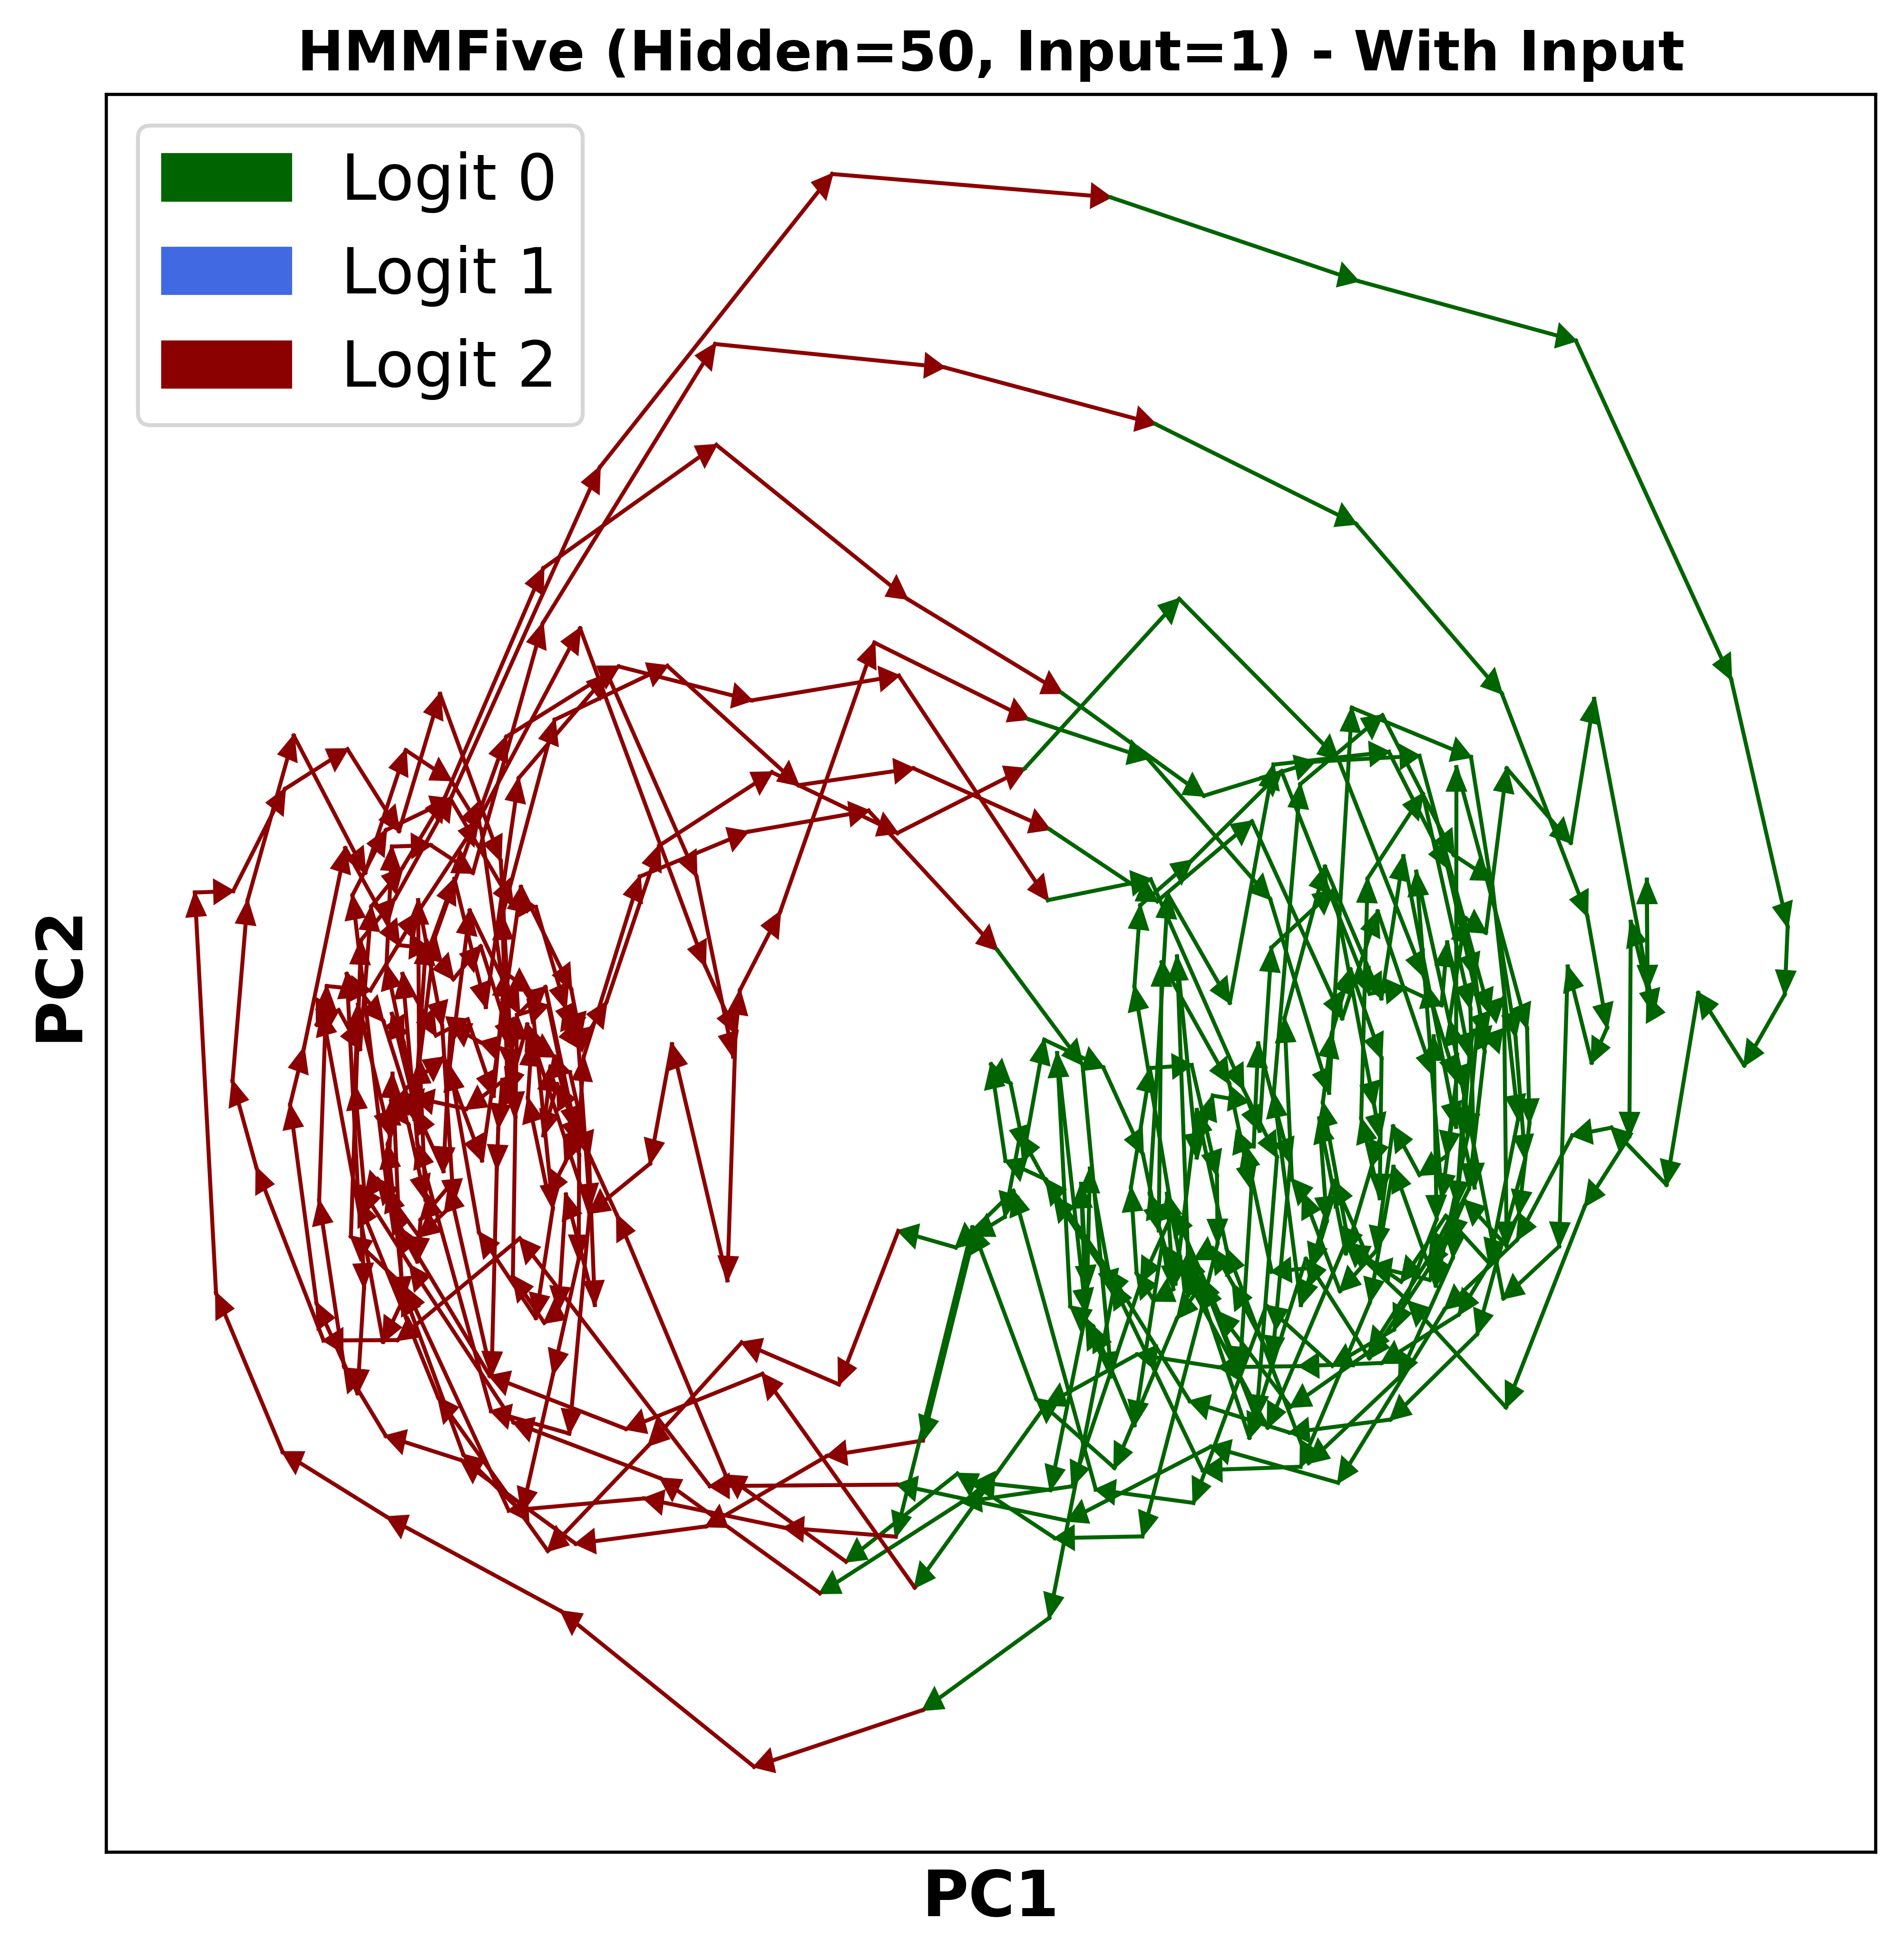 HMMFive (Hidden=50, Input=1) - With Input
Logit 0
Logit 1
Logit 2
PC2
PC1